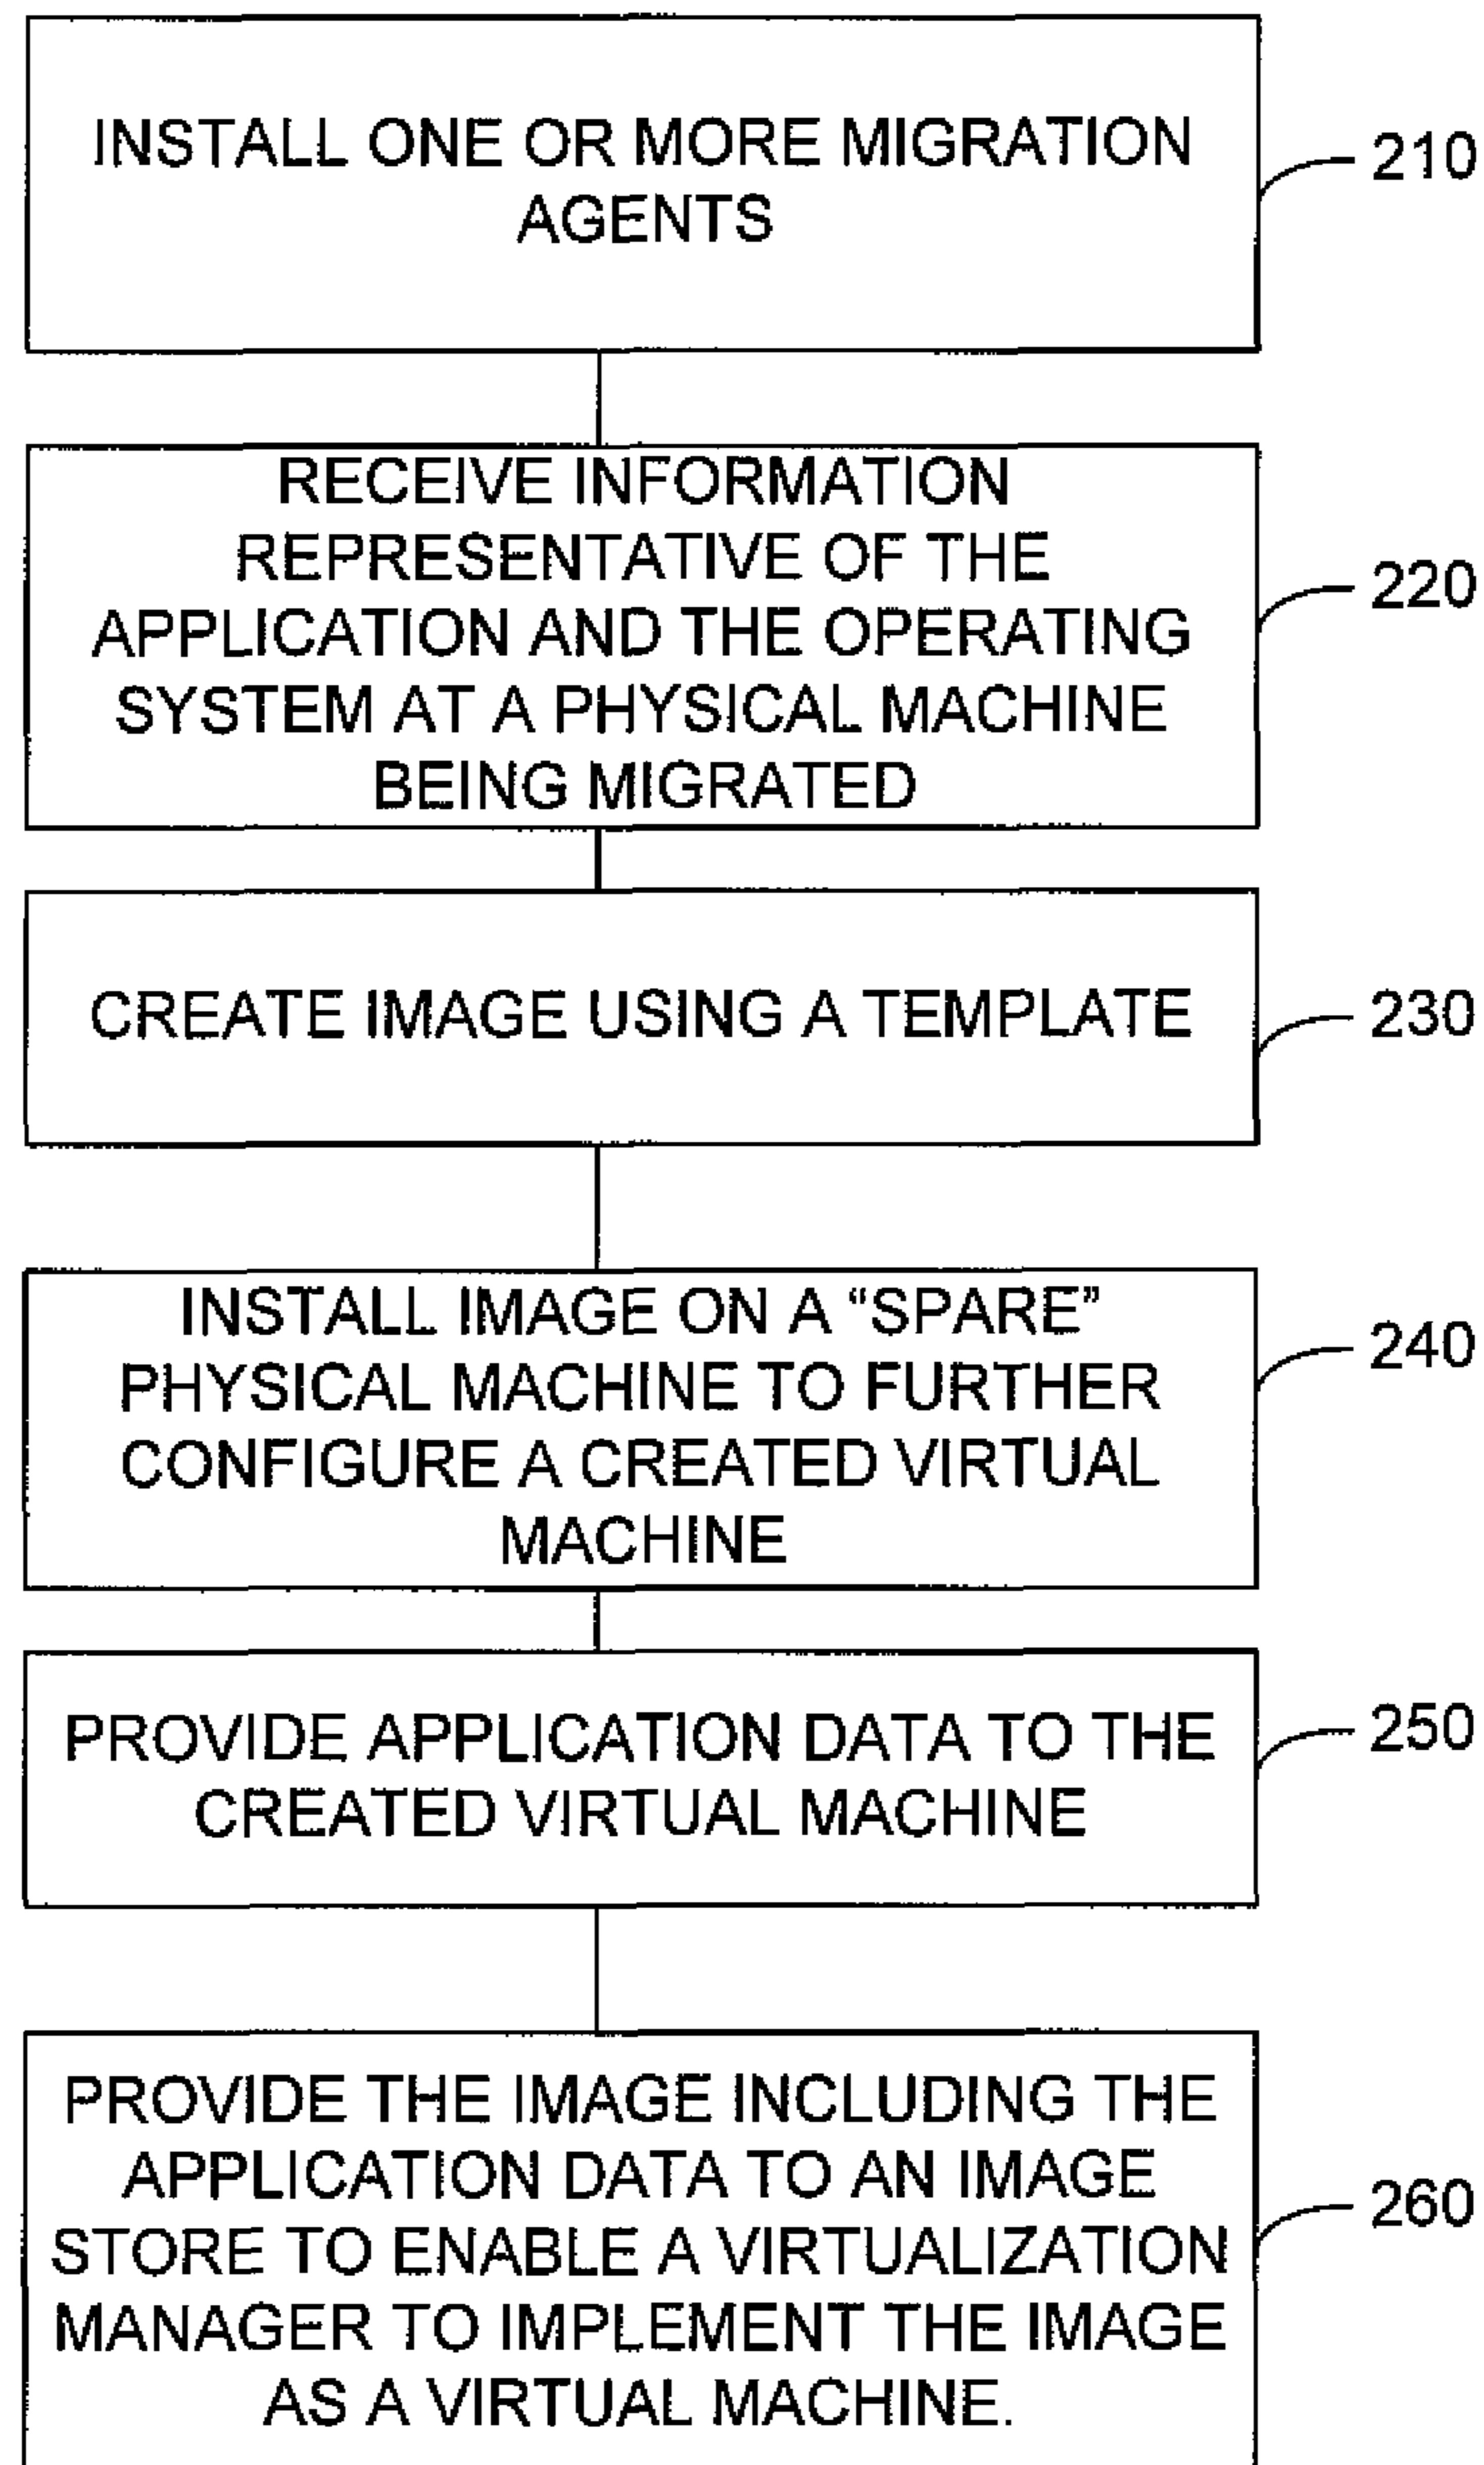 INSTALL ONE OR MORE MIGRATION
AGENTS
210
RECEIVE INFORMATION
REPRESENTATIVE OF THE
APPLICATION AND THE OPERATING
SYSTEM AT A PHYSICAL MACHINE
BEING MIGRATED
220
CREATE IMAGE USING A TEMPLATE
230
INSTALL IMAGE ON A “SPARE”
PHYSICAL MACHINE TO FURTHER
CONFIGURE A CREATED VIRTUAL
MACHINE
240
PROVIDE APPLICATION DATA TO THE
CREATED VIRTUAL MACHINE
250
PROVIDE THE IMAGE INCLUDING THE
APPLICATION DATA TO AN IMAGE
STORE TO ENABLE A VIRTUALIZATION
MANAGER TO IMPLEMENT THE IMAGE
AS A VIRTUAL MACHINE.
260